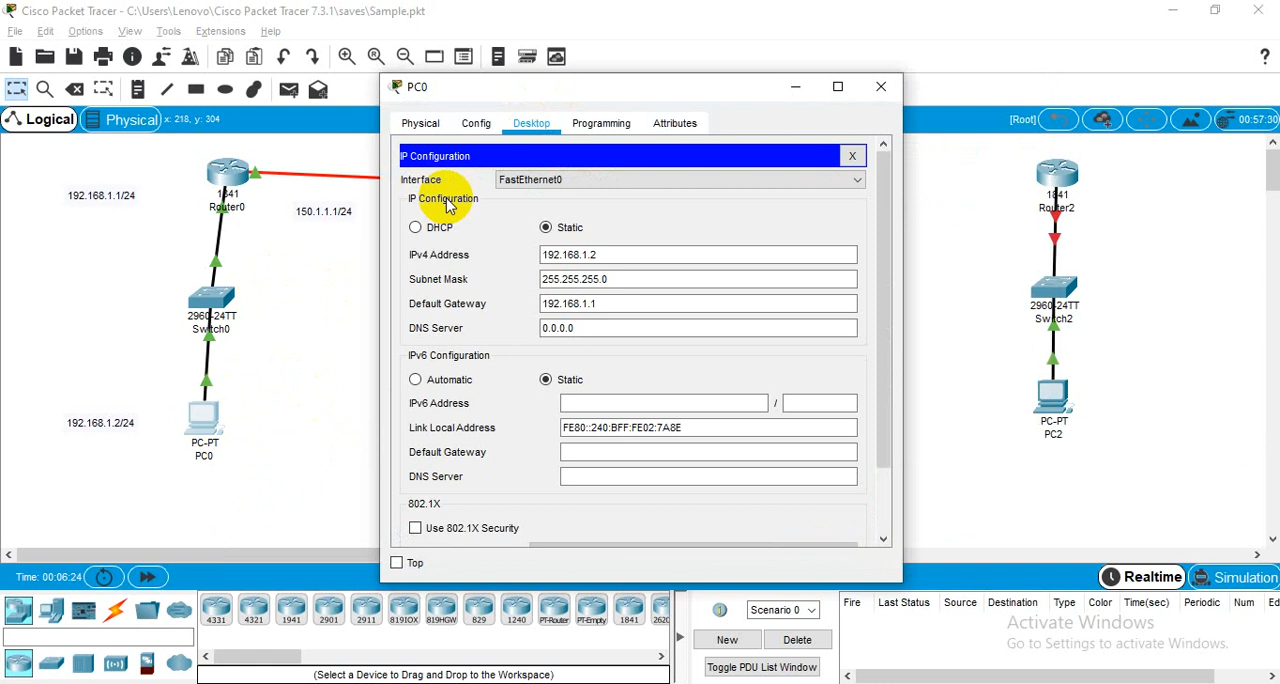 Cisco Packet Tracer - C:\Users\Lenovo\Cisco Packet Tracer 7.3.1\saves\Sample.pkt
File Edit Options View Tools Extensions Help
?
Logical Physical x: 218, y: 304
[Root] 00:57:30
PC0
Physical Config Desktop Programming Attributes
IP Configuration X
Interface FastEthernet0
IP Configuration
DHCP Static
IPv4 Address 192.168.1.2
Subnet Mask 255.255.255.0
Default Gateway 192.168.1.1
DNS Server 0.0.0.0
IPv6 Configuration
Automatic Static
IPv6 Address /
Link Local Address FE80::240:BFF:FE02:7A8E
Default Gateway
DNS Server
802.1X
Use 802.1X Security
Top
192.168.1.1/24
1841
Router0
150.1.1.1/24
2960-24TT
Switch0
192.168.1.2/24
PC-PT
PC0
1841
Router2
2960-24TT
Switch2
PC-PT
PC2
Time: 00:06:24
Realtime Simulation
4331 4321 1941 2901 2911 819IOX 819HGW 829 1240 PT-Router PT-Empty 1841 2620
(Select a Device to Drag and Drop to the Workspace)
Scenario 0
New Delete
Toggle PDU List Window
Fire Last Status Source Destination Type Color Time(sec) Periodic Num Ed
Activate Windows
Go to Settings to activate Windows.